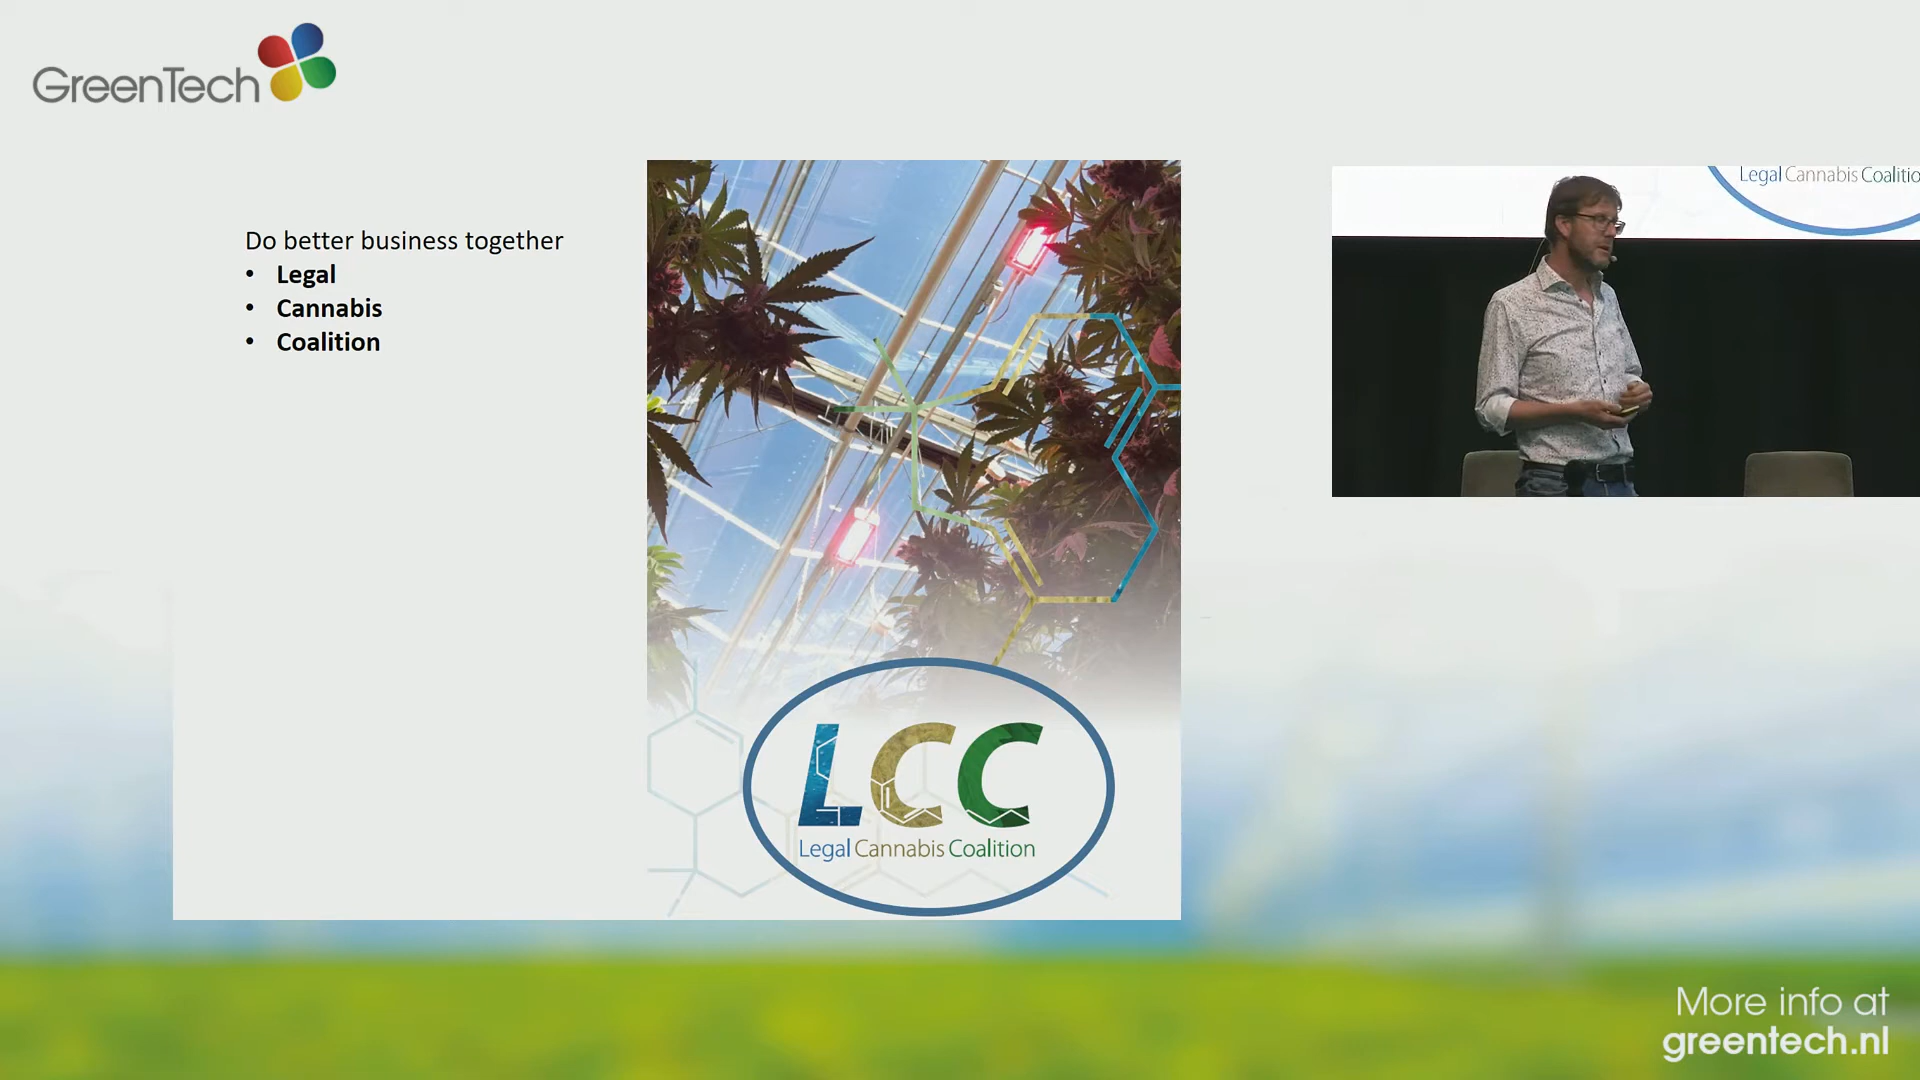 GreenTech
Do better business together
• Legal
• Cannabis
• Coalition
Legal Cannabis Coalitio
LCC
Legal Cannabis Coalition
More info at
greentech.nl